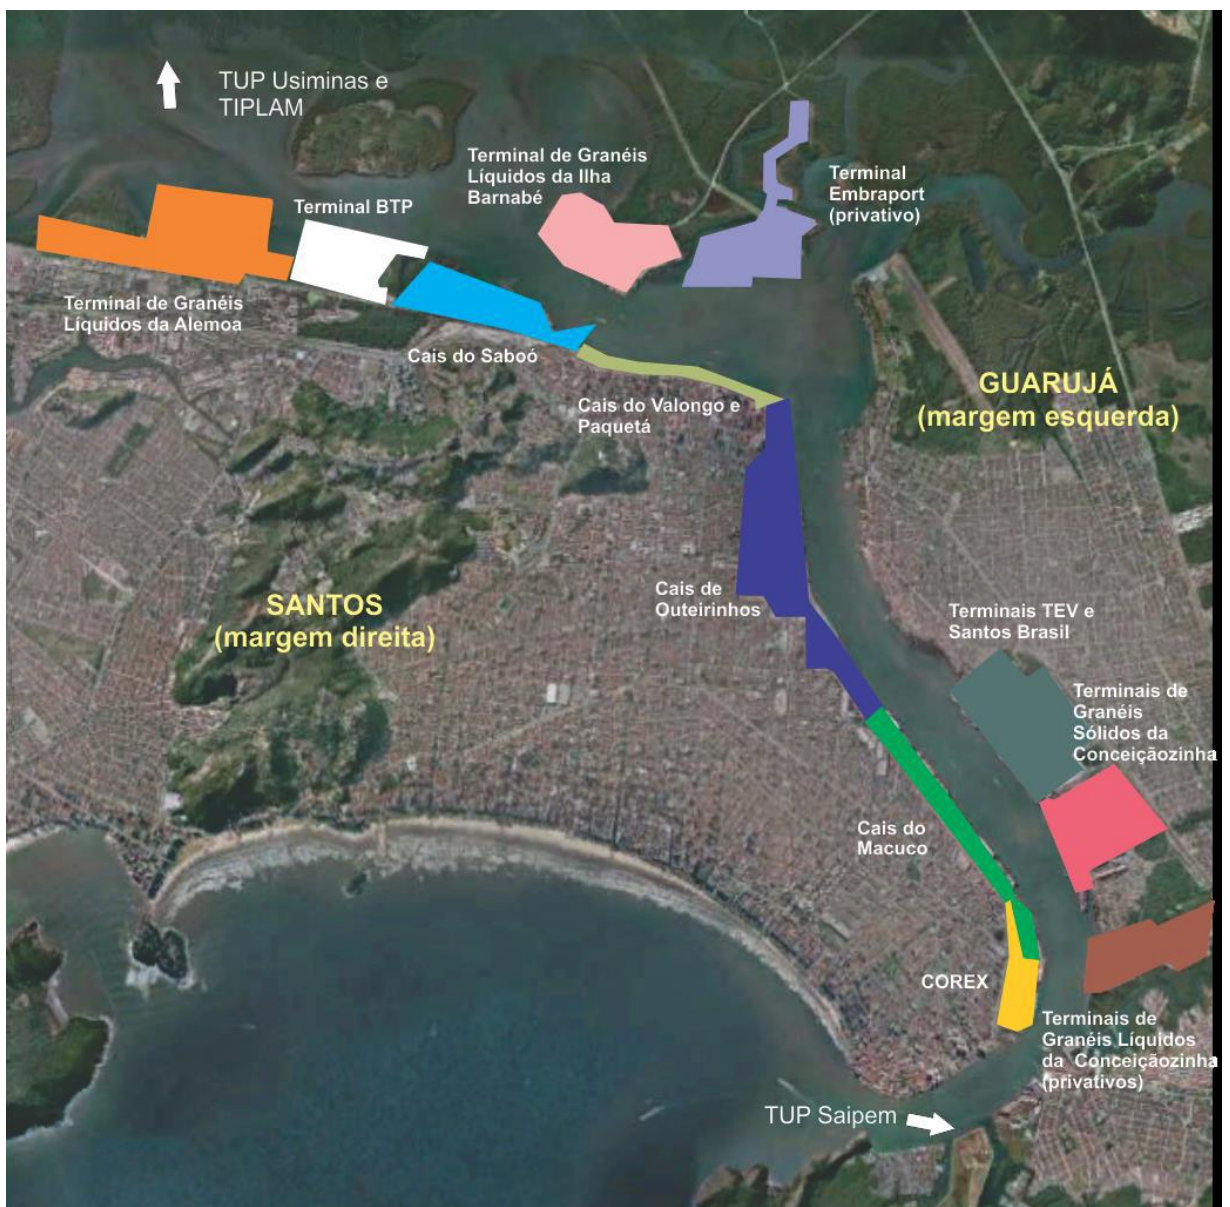 TUP Usiminas e
TIPLAM
Terminal de Granéis
Líquidos da Ilha
Barnabé
Terminal
Embraport
(privativo)
Terminal BTP
Terminal de Granéis
Líquidos da Alemoa
Cais do Saboó
Cais do Valongo e
Paquetá
GUARUJÁ
(margem esquerda)
SANTOS
(margem direita)
Cais de
Outeirinhos
Terminais TEV e
Santos Brasil
Terminais de
Granéis
Sólidos da
Conceiçãozinha
Cais do
Macuco
COREX
Terminais de
Granéis Líquidos
da Conceiçãozinha
(privativos)
TUP Saipem